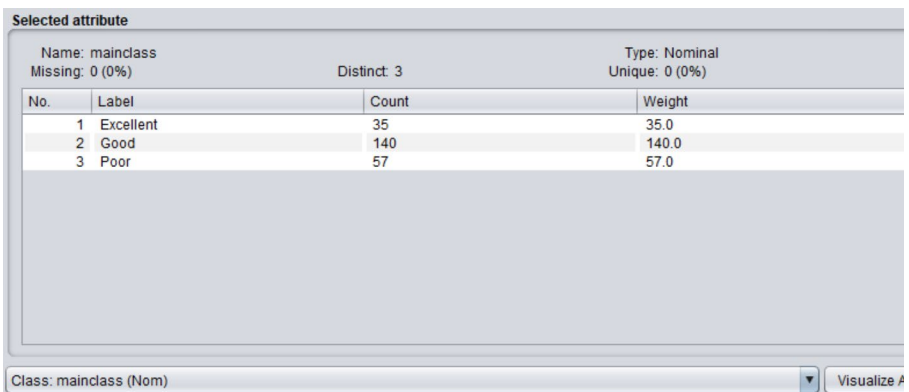 Selected attribute
Name: mainclass Type: Nominal
Missing: 0 (0%) Distinct: 3 Unique: 0 (0%)
No. Label Count Weight
1 Excellent 35 35.0
2 Good 140 140.0
3 Poor 57 57.0
Class: mainclass (Nom) Visualize A